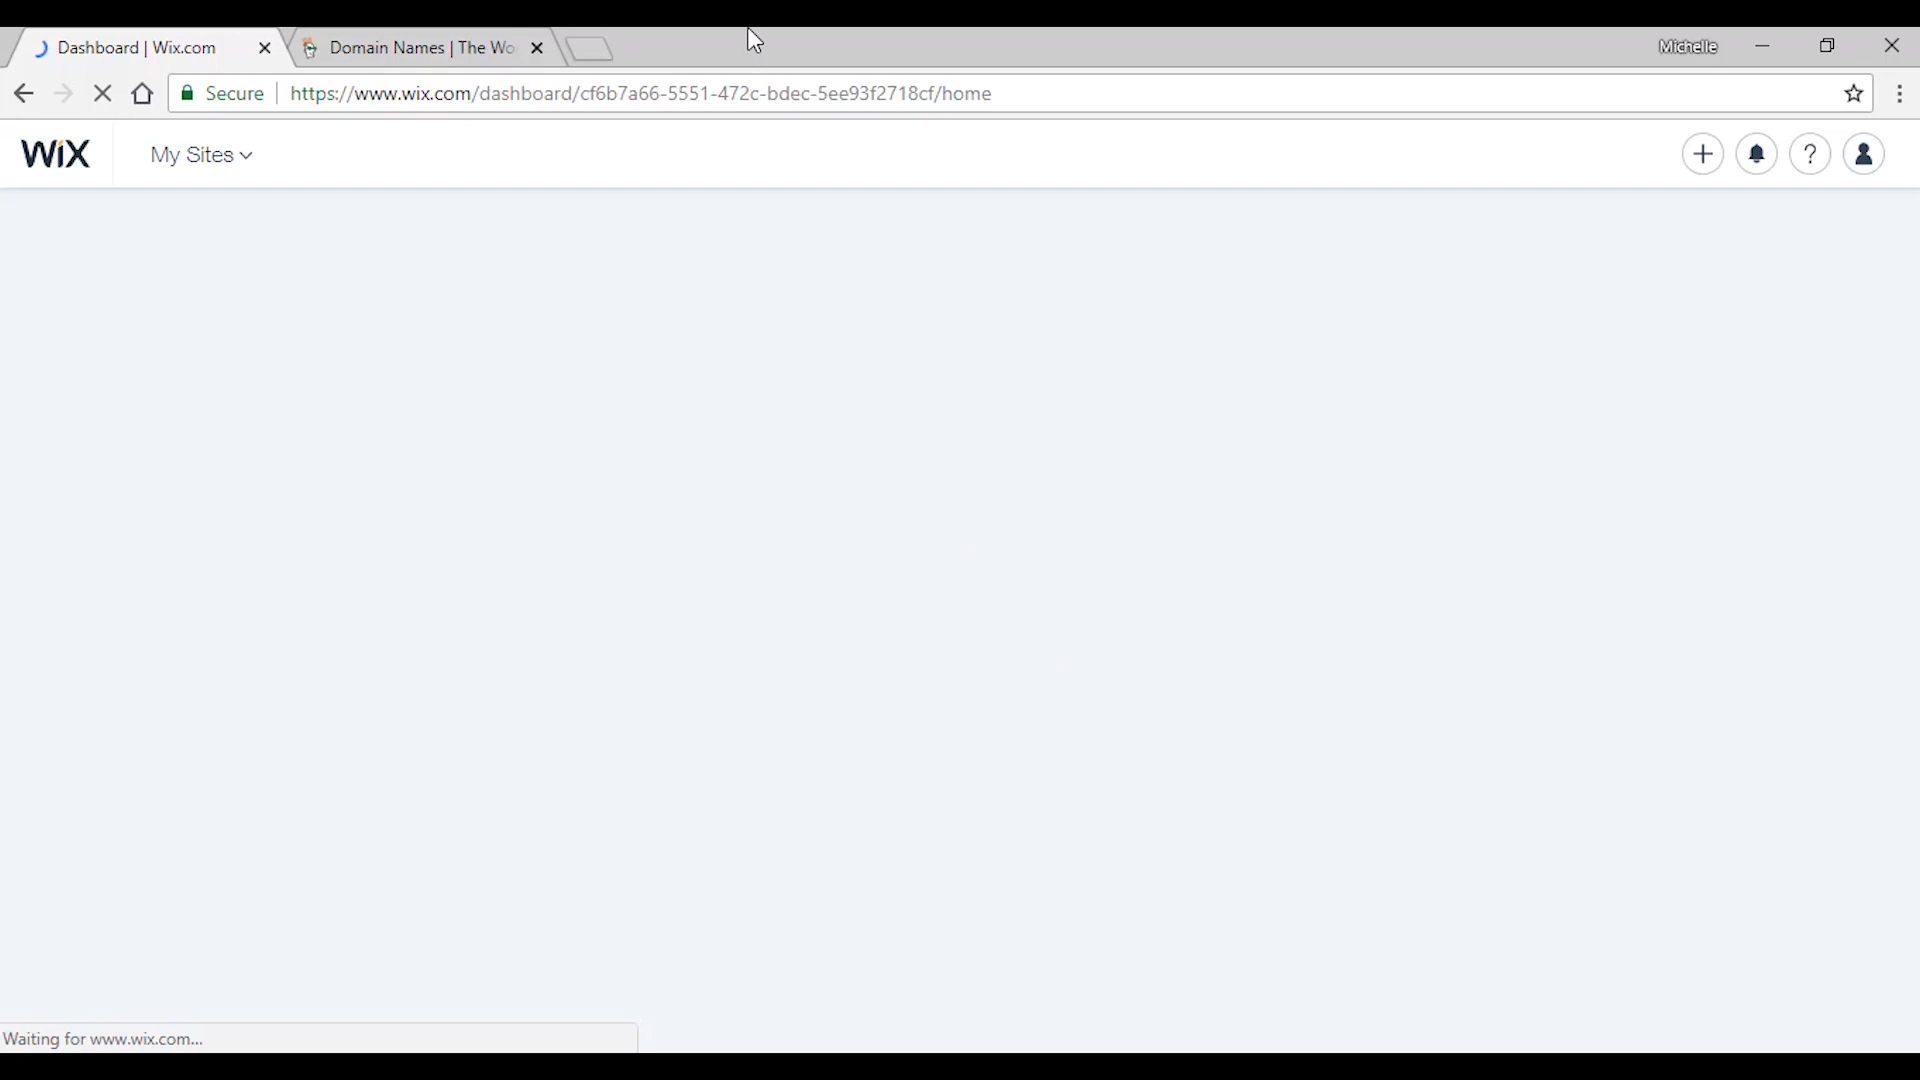 Dashboard | Wix.com
Domain Names | The Wo
Michelle
Secure
https://www.wix.com/dashboard/cf6b7a66-5551-472c-bdec-5ee93f2718cf/home
WiX
My Sites
?
Waiting for www.wix.com...